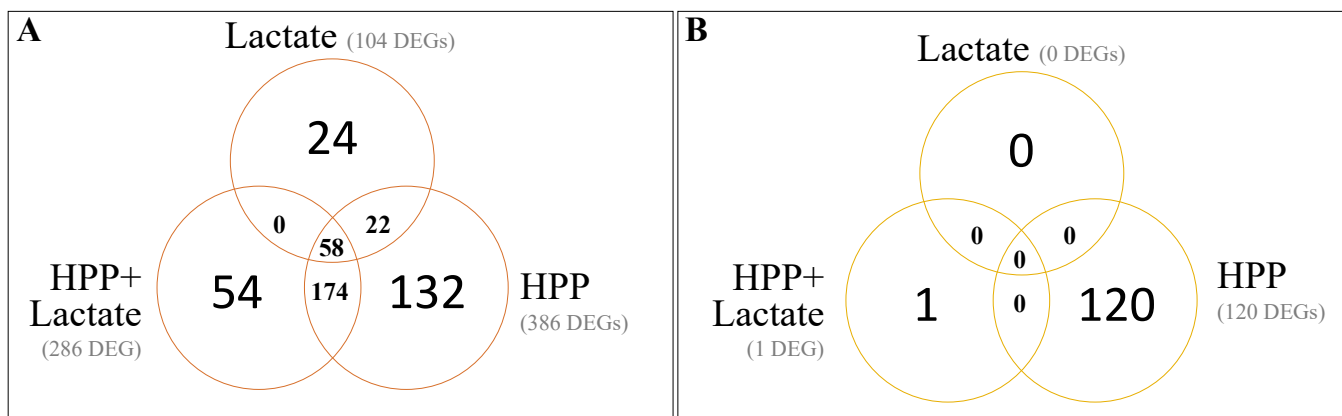 A
Lactate (104 DEGs)
24
0
22
58
HPP+
Lactate
(286 DEG)
54
174
132
HPP
(386 DEGs)
B
Lactate (0 DEGs)
0
0
0
0
HPP+
Lactate
(1 DEG)
1
0
120
HPP
(120 DEGs)